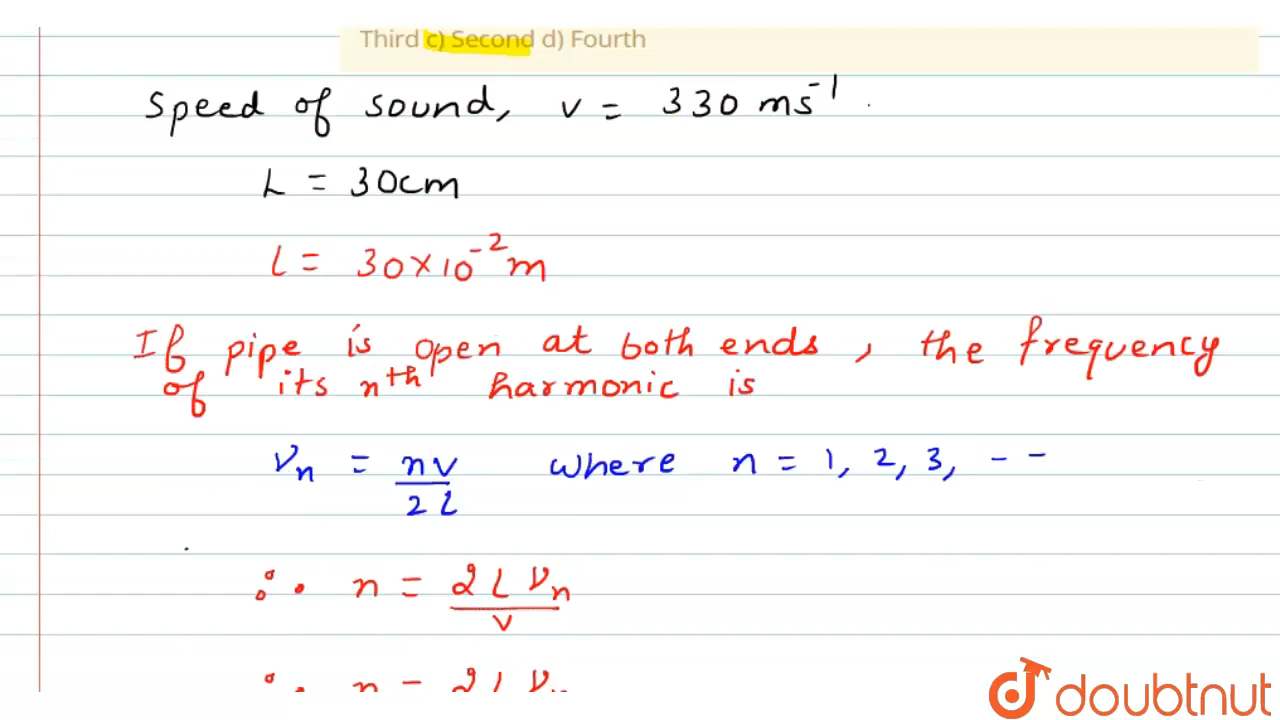 Third c) Second d) Fourth
Speed of sound, v = 330 ms⁻¹.
L = 30cm
l = 30×10⁻² m
If pipe is open at both ends, the frequency
of its nᵗʰ harmonic is
νₙ = nv/2l where n = 1, 2, 3, - -
∴ n = 2lνₙ/v
∴ n = 2lνₙ
doubtnut